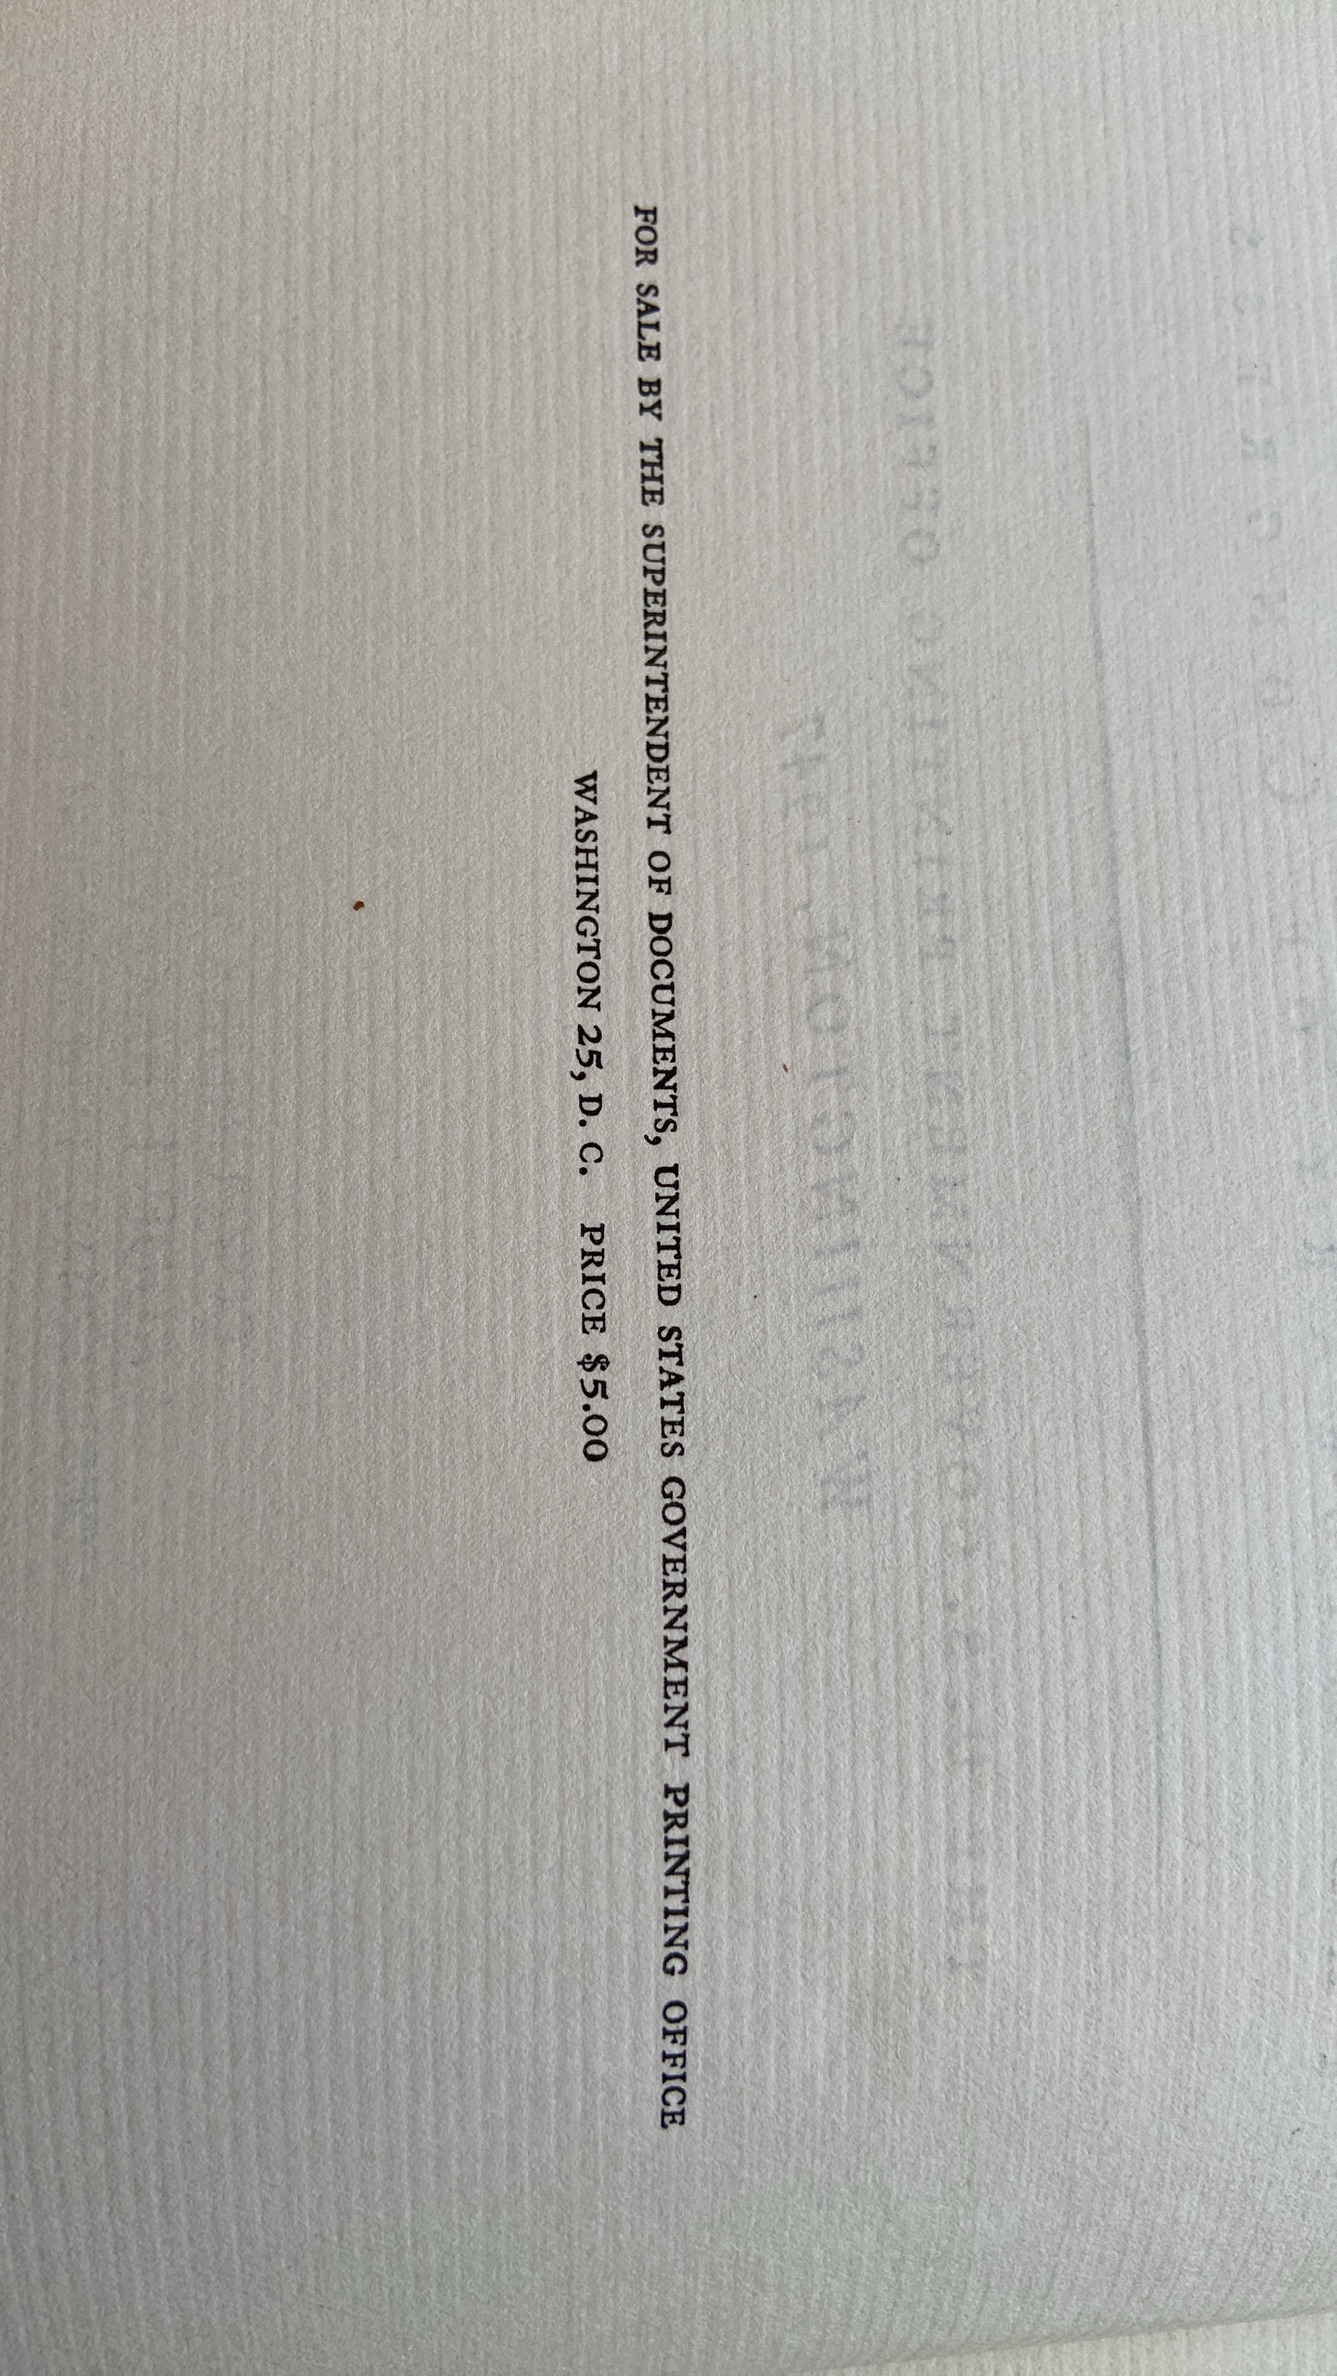 FOR SALE BY THE SUPERINTENDENT OF DOCUMENTS, UNITED STATES GOVERNMENT PRINTING OFFICE
WASHINGTON 25, D. C. PRICE $5.00